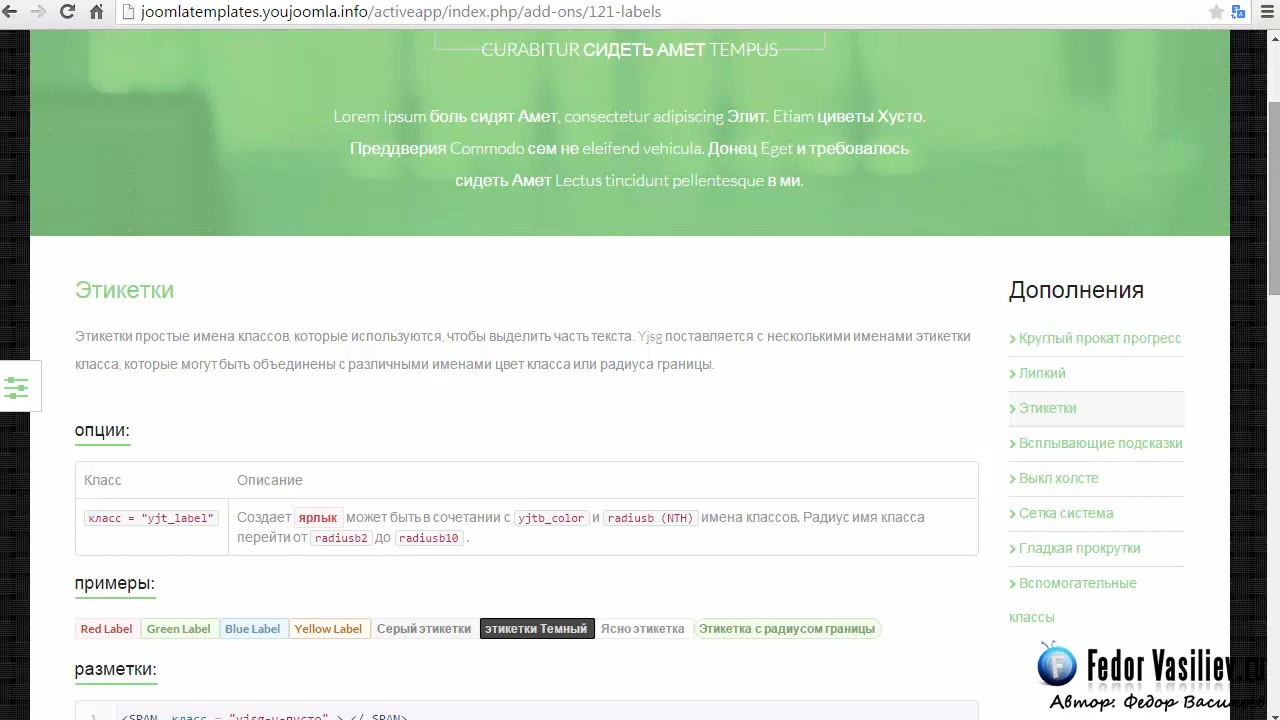 joomlatemplates.youjoomla.info/activeapp/index.php/add-ons/121-labels
CURABITUR СИДЕТЬ АМЕТ TEMPUS
Lorem Ipsum боль сидят Амет, consectetur adipiscing Элит. Etiam циветы Хусто.
Преддверия Commodo сем не eleifend vehicula. Донец Eget и требовалось
сидеть Амет Lectus tincidunt pellentesque в ми.
Этикетки
Этикетки простые имена классов, которые используются, чтобы выделить часть текста. Yjsg поставляется с несколькими именами этикетки
класса, которые могут быть объединены с различными именами цвет класса или радиуса границы.
опции:
Класс Описание
класс = "yjt_label" Создает ярлык может быть в сочетании с yjtb_color и radiusb (NTH) имена классов. Радиус имя класса
перейти от radiusb2 до radiusb10 .
примеры:
Red Label Green Label Blue Label Yellow Label Серый этикетки этикетки Темный Ясно этикетка Этикетка с радиусом границы
разметки:
1 <SPAN класс = "yjsg-ч-пусто" > </ SPAN>
Дополнения
Круглый прокат прогресс
Липкий
Этикетки
Всплывающие подсказки
Выкл холсте
Сетка система
Гладкая прокрутки
Вспомогательные
классы
Fedor Vasiliev
Автор: Федор